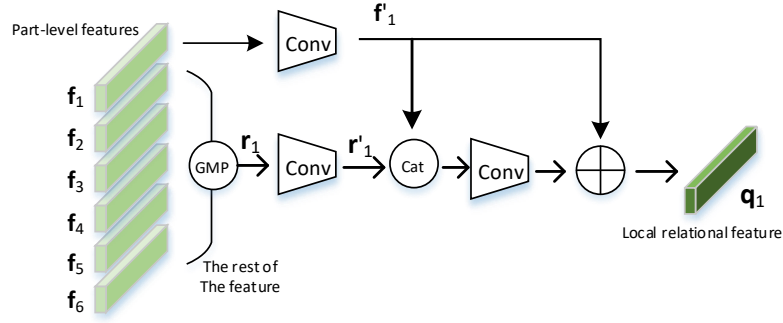 Part-level features
f'₁
Conv
f₁
f₂
f₃
f₄
f₅
f₆
GMP
r₁
Conv
r'₁
Cat
Conv
q₁
Local relational feature
The rest of
The feature